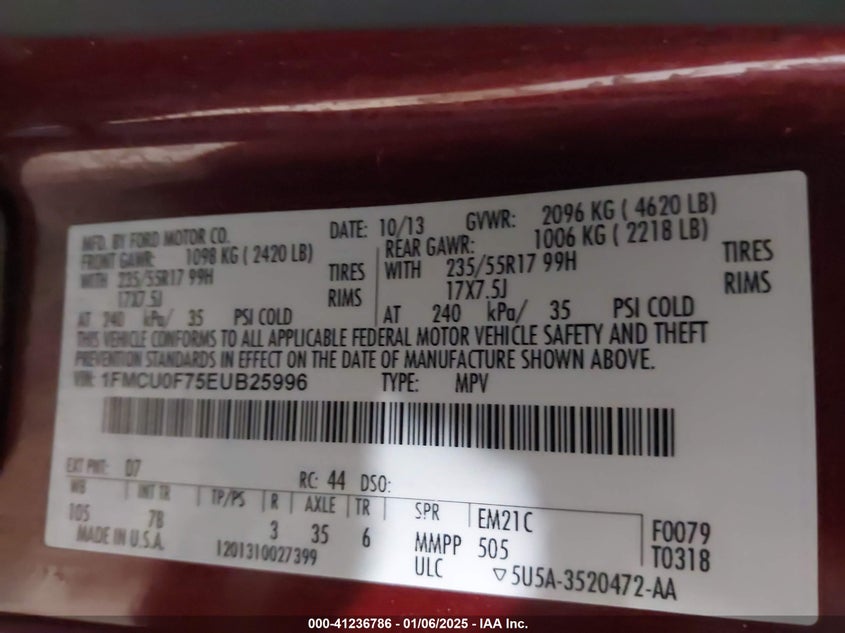 MFD. BY FORD MOTOR CO. DATE: 10/13 GVWR: 2096 KG ( 4620 LB)
FRONT GAWR: 1098 KG ( 2420 LB) REAR GAWR: 1006 KG ( 2218 LB)
WITH 235/55R17 99H TIRES WITH 235/55R17 99H TIRES
17X7.5J RIMS 17X7.5J RIMS
AT 240 kPa/ 35 PSI COLD AT 240 kPa/ 35 PSI COLD
THIS VEHICLE CONFORMS TO ALL APPLICABLE FEDERAL MOTOR VEHICLE SAFETY AND THEFT
PREVENTION STANDARDS IN EFFECT ON THE DATE OF MANUFACTURE SHOWN ABOVE.
VIN: 1FMCU0F75EUB25996 TYPE: MPV
EXT PNT: D7 RC: 44 DSO:
WB INT TR TP/PS R AXLE TR SPR EM21C F0079
105 7B 3 35 6 MMPP 505 T0318
MADE IN U.S.A. 1201310027399 ULC ▽5U5A-3520472-AA
000-41236786 - 01/06/2025 - IAA Inc.